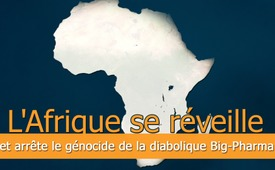 L'Afrique se réveille
et arrête le génocide de la diabolique Big-Pharma